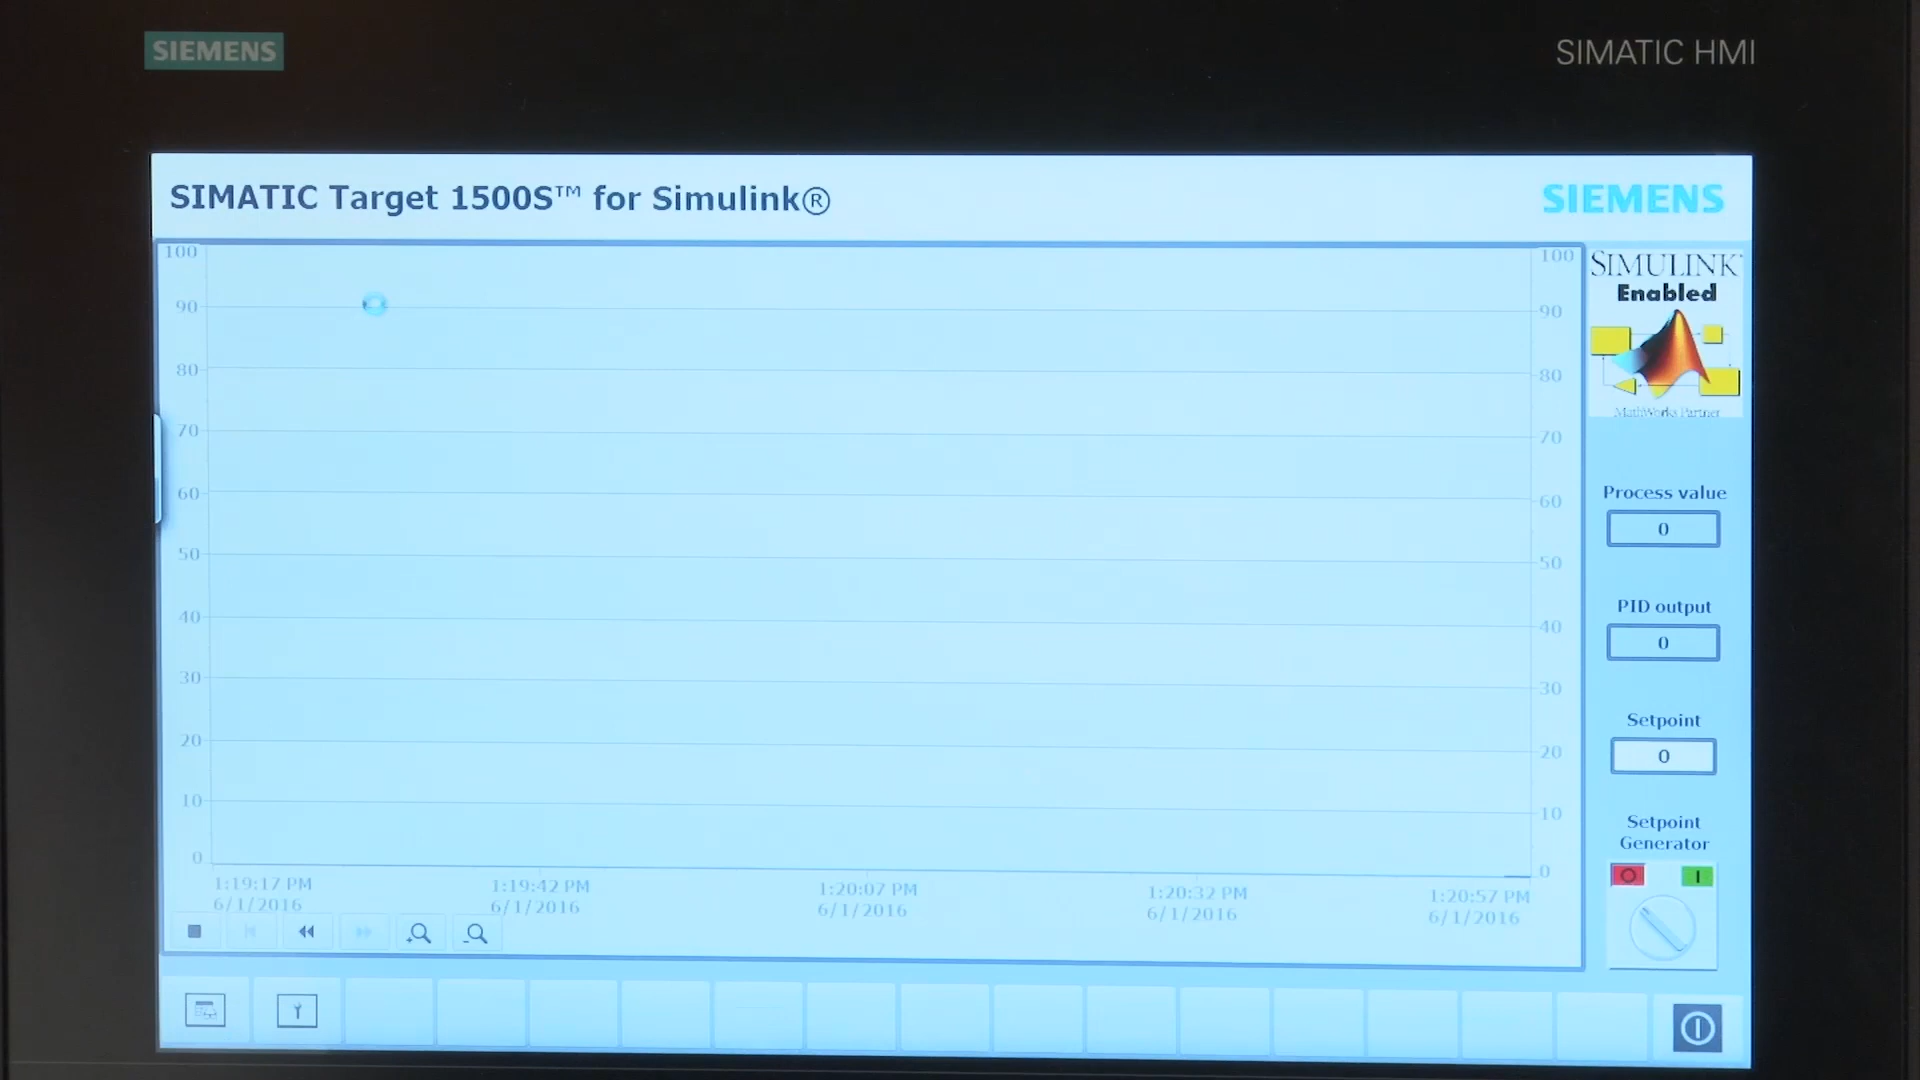 SIEMENS
SIMATIC HMI
SIMATIC Target 1500S™ for Simulink®
SIEMENS
100
90
80
70
60
50
40
30
20
10
0
100
90
80
70
60
50
40
30
20
10
0
1:19:17 PM
6/1/2016
1:19:42 PM
6/1/2016
1:20:07 PM
6/1/2016
1:20:32 PM
6/1/2016
1:20:57 PM
6/1/2016
SIMULINK
Enabled
MathWorks Partner
Process value
0
PID output
0
Setpoint
0
Setpoint
Generator
O
I